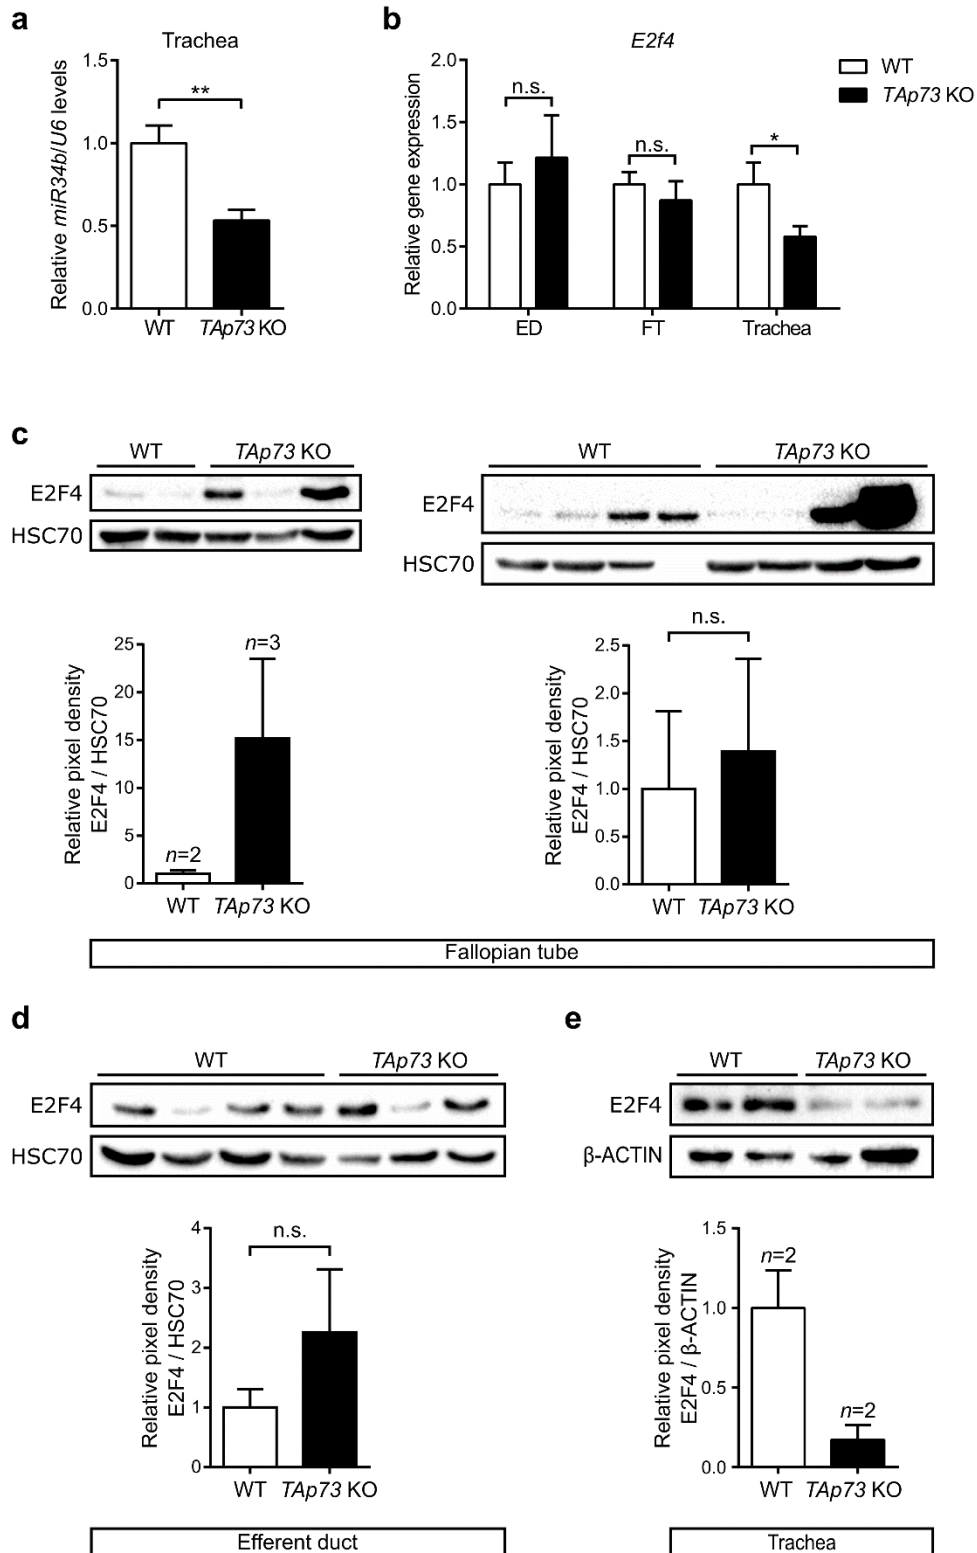 a
Trachea
Relative miR34b/U6 levels
1.5
1.0
0.5
0.0
**
WT
TAp73 KO
b
E2f4
Relative gene expression
2.0
1.5
1.0
0.5
0.0
n.s.
n.s.
*
ED
FT
Trachea
WT
TAp73 KO
c
WT
TAp73 KO
E2F4
HSC70
WT
TAp73 KO
E2F4
HSC70
Relative pixel density
E2F4 / HSC70
25
20
15
10
5
0
n=2
n=3
WT
TAp73 KO
Relative pixel density
E2F4 / HSC70
2.5
2.0
1.5
1.0
0.5
0.0
n.s.
WT
TAp73 KO
Fallopian tube
d
WT
TAp73 KO
E2F4
HSC70
Relative pixel density
E2F4 / HSC70
4
3
2
1
0
n.s.
WT
TAp73 KO
Efferent duct
e
WT
TAp73 KO
E2F4
β-ACTIN
Relative pixel density
E2F4 / β-ACTIN
1.5
1.0
0.5
0.0
n=2
n=2
WT
TAp73 KO
Trachea